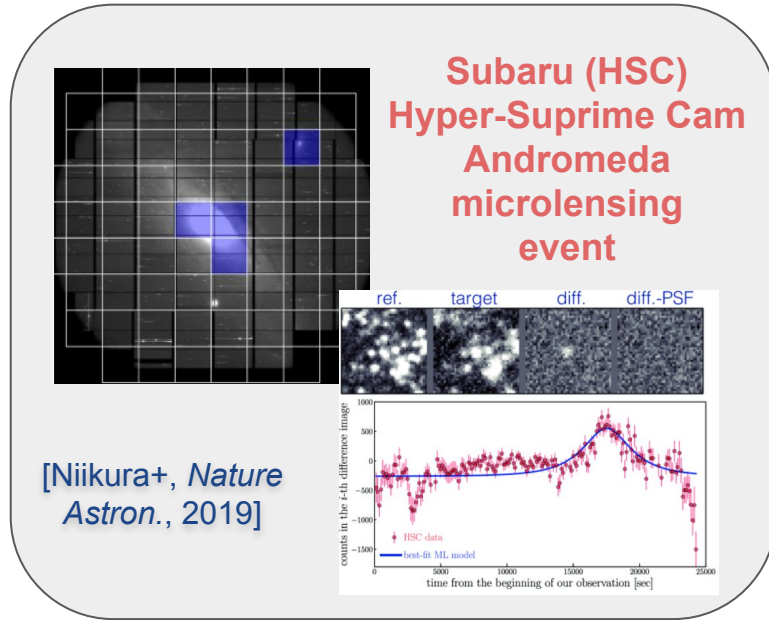 Subaru (HSC)
Hyper-Suprime Cam
Andromeda
microlensing
event
ref. target diff. diff.-PSF
counts in the i-th difference image
1000
500
0
−500
−1000
−1500
HSC data
best-fit ML model
0 5000 10000 15000 20000 25000
time from the beginning of our observation [sec]
[Niikura+, Nature
Astron., 2019]